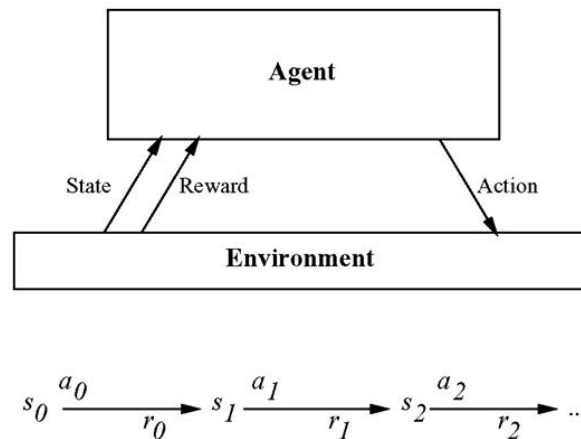 Agent
State Reward Action
Environment
a0 a1 a2
s0 s1 s2 ...
r0 r1 r2